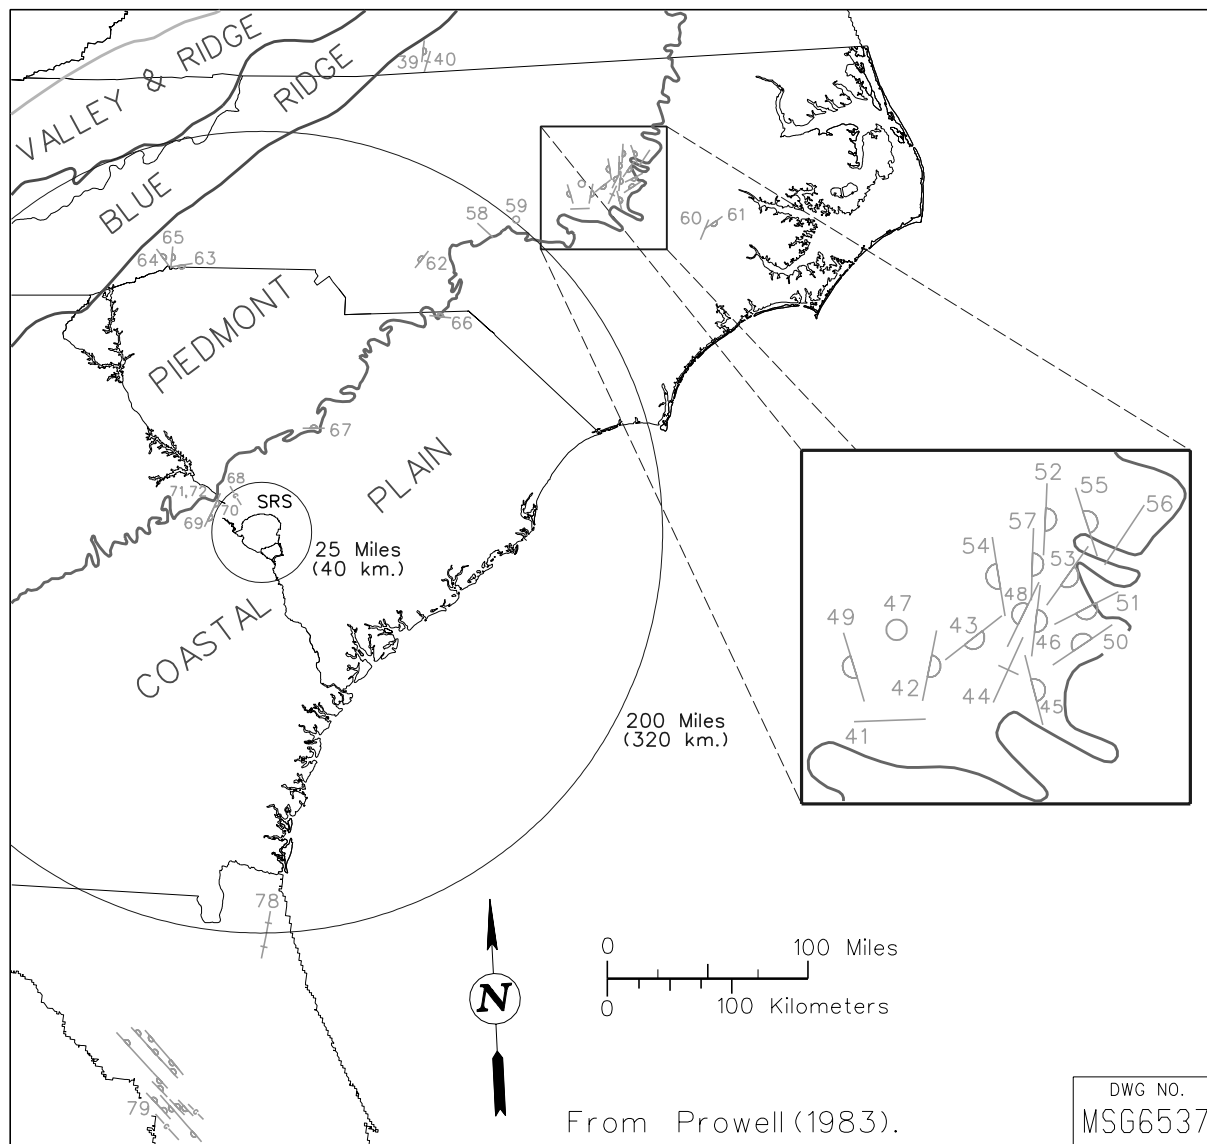 VALLEY & RIDGE
BLUE RIDGE
39 40
59
58
60 61
65
64 63
62
PIEDMONT
66
67
PLAIN
COASTAL
68
71,72
70
69
SRS
25 Miles
(40 km.)
200 Miles
(320 km.)
52
55
57
56
54
53
48
51
49
47
43
46
50
42
44
45
41
78
79
N
0 100 Miles
0 100 Kilometers
From Prowell (1983).
DWG NO.
MSG6537